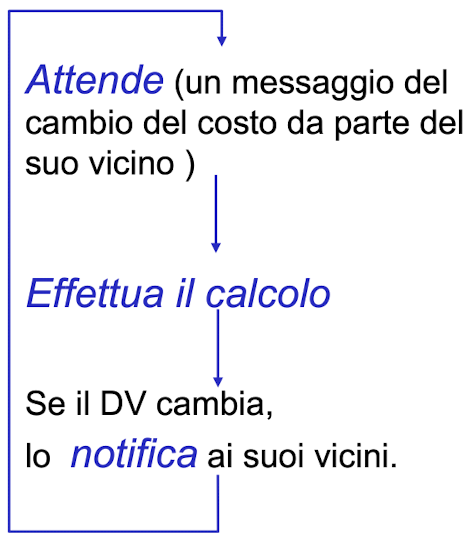 Attende (un messaggio del
cambio del costo da parte del
suo vicino )
Effettua il calcolo
Se il DV cambia,
lo notifica ai suoi vicini.